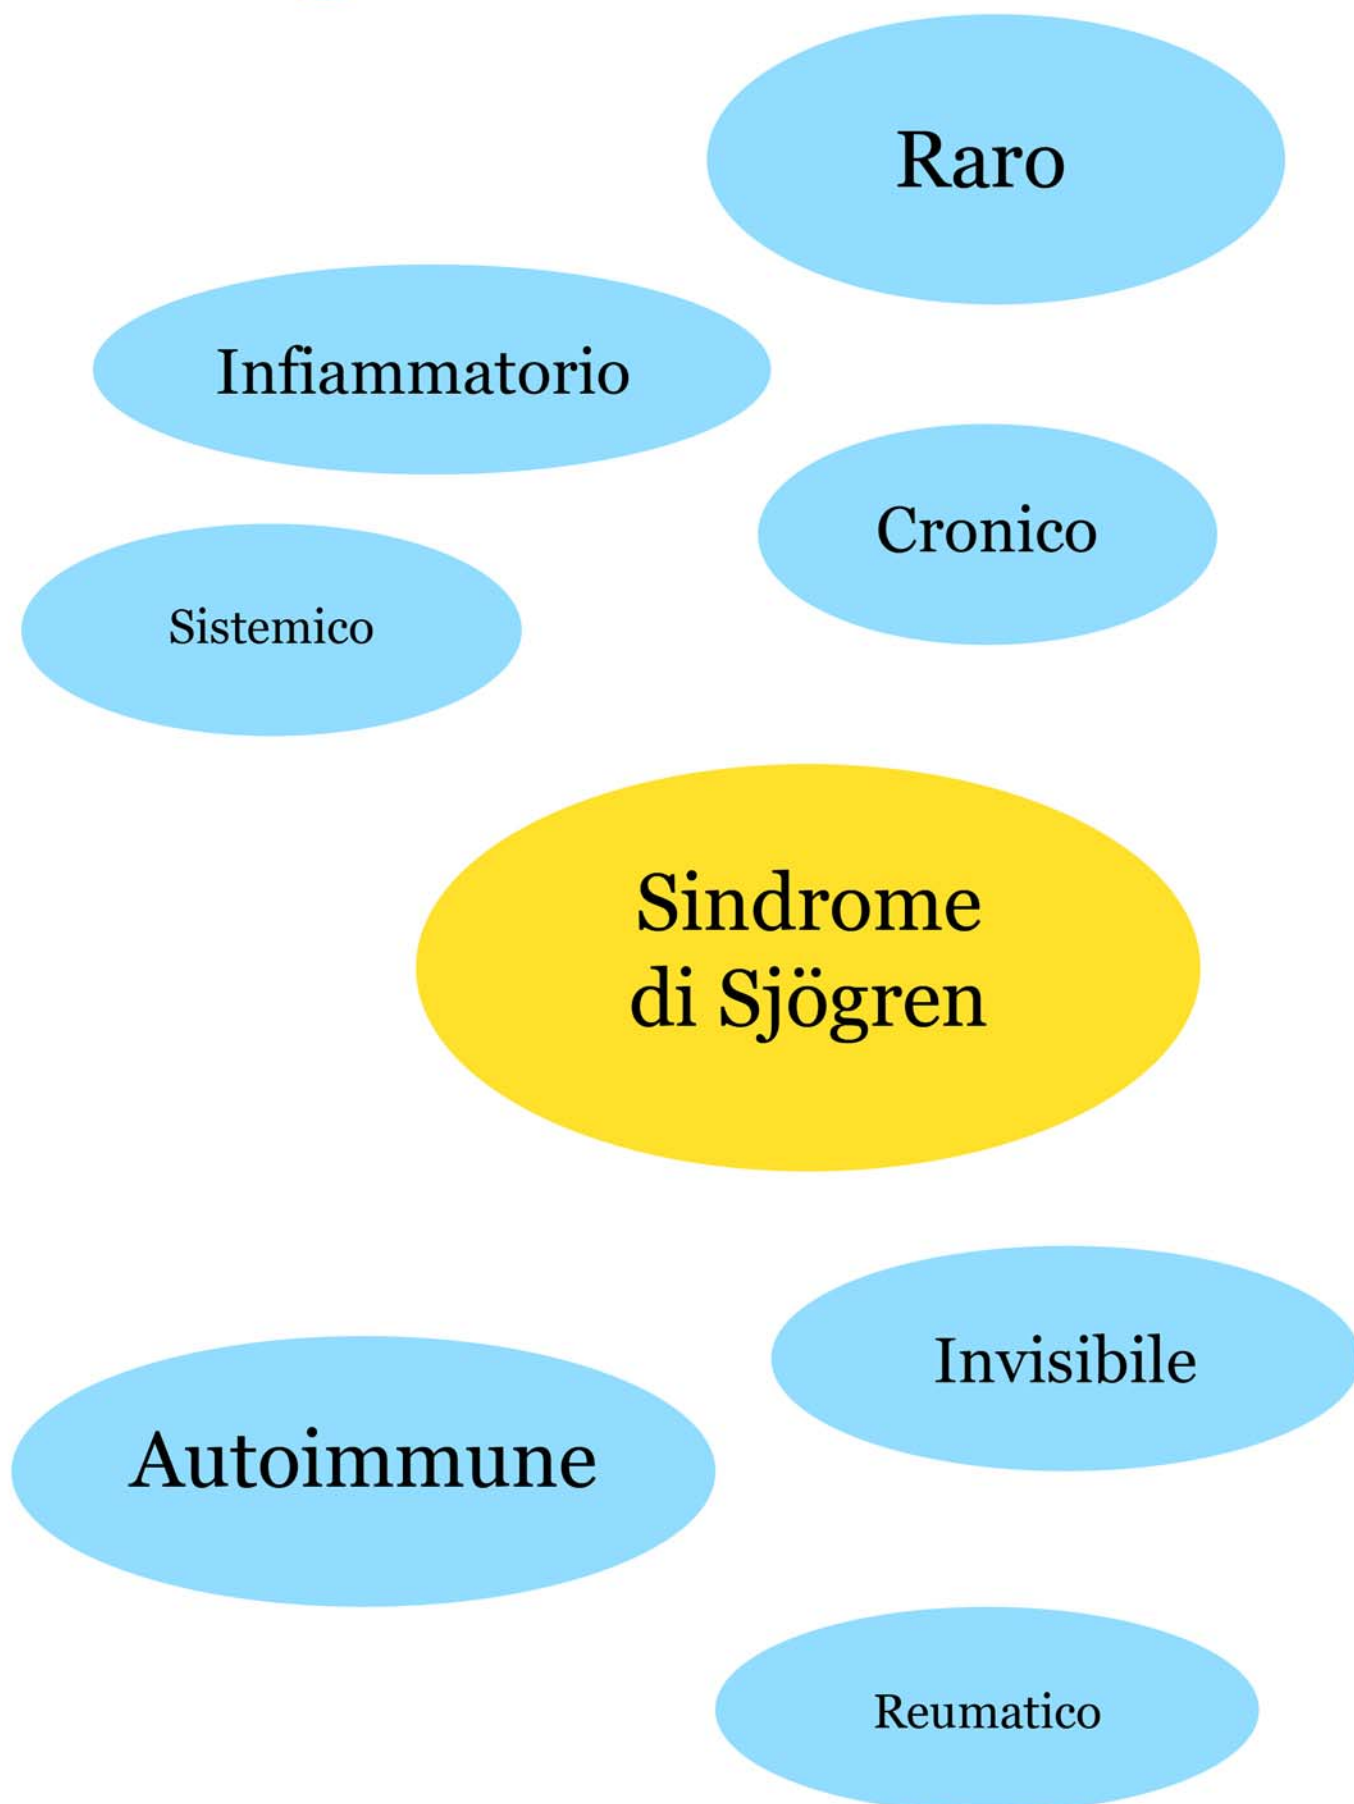 Raro
Infiammatorio
Cronico
Sistemico
Sindrome
di Sjögren
Invisibile
Autoimmune
Reumatico